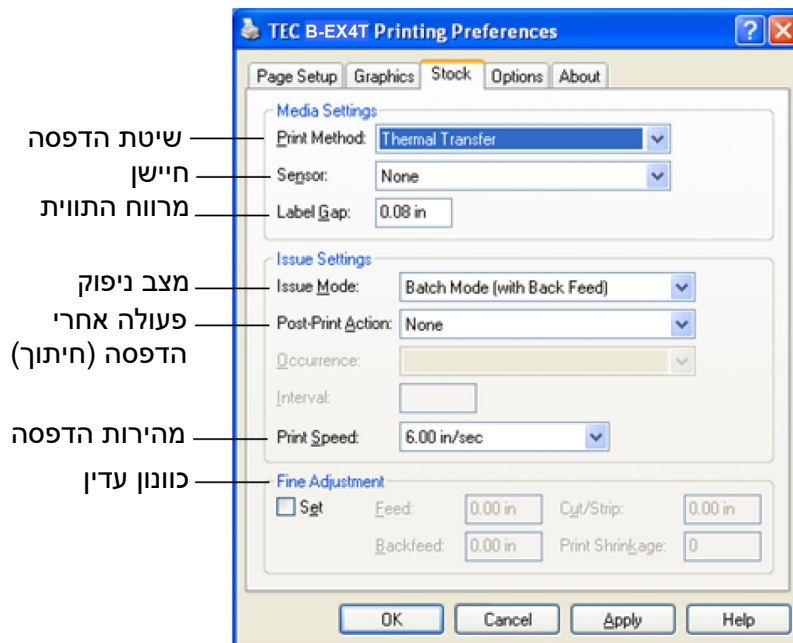 TEC B-EX4T Printing Preferences
Page Setup Graphics Stock Options About
Media Settings
שיטת הדפסה
Print Method: Thermal Transfer
חיישן
Sensor: None
מרווח התווית
Label Gap: 0.08 in
Issue Settings
מצב ניפוק
Issue Mode: Batch Mode (with Back Feed)
פעולה אחרי
הדפסה (חיתוך)
Post-Print Action: None
Occurrence:
Interval:
מהירות הדפסה
Print Speed: 6.00 in/sec
כוונון עדין
Fine Adjustment
Set Feed: 0.00 in Cut/Strip: 0.00 in
Backfeed: 0.00 in Print Shrinkage: 0
OK Cancel Apply Help